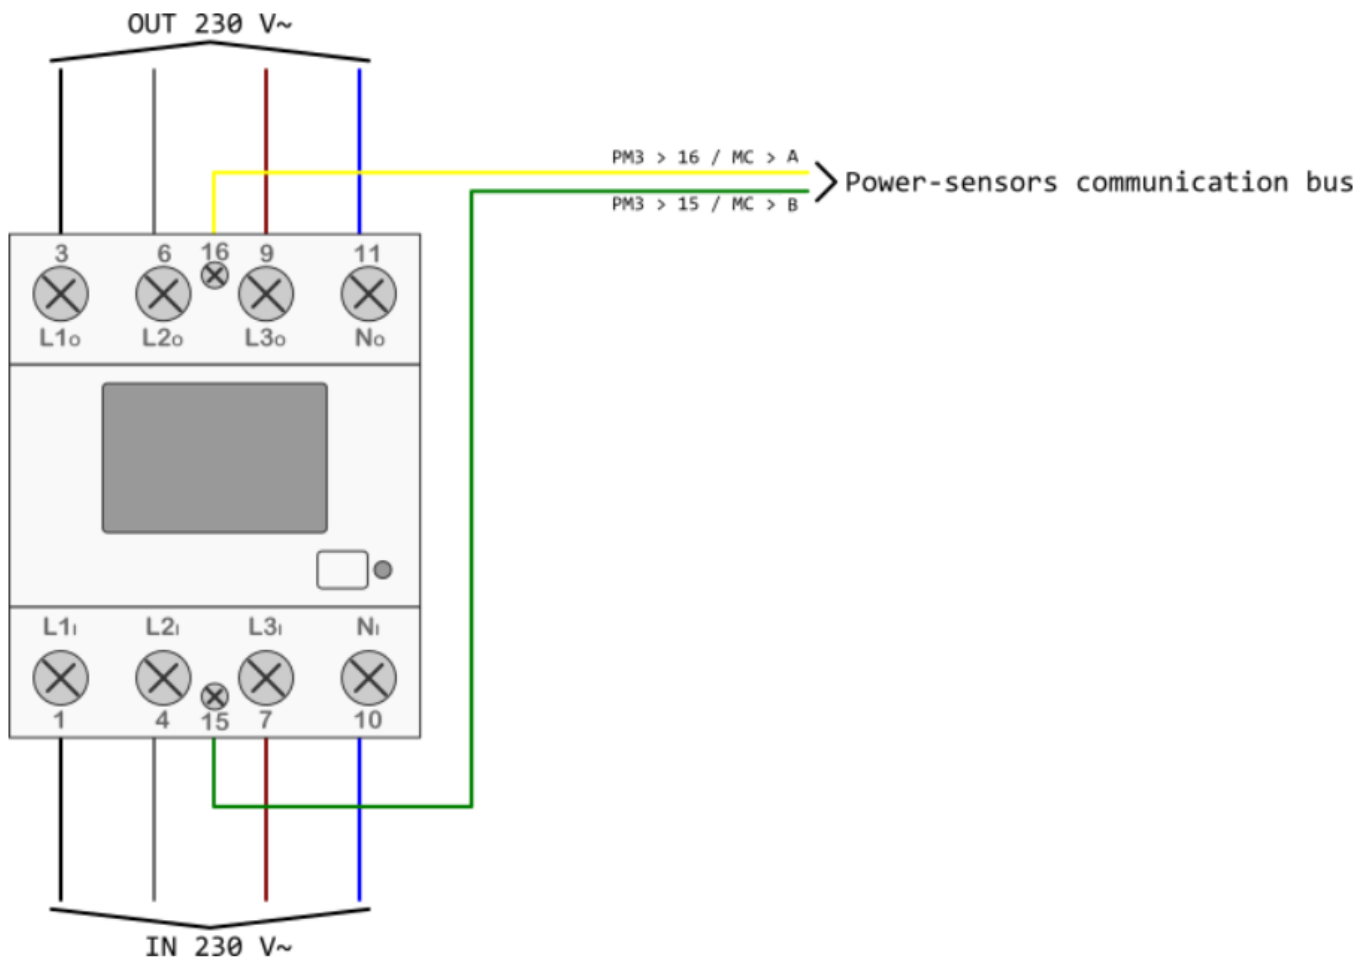 OUT 230 V~
PM3 > 16 / MC > A
Power-sensors communication bus
PM3 > 15 / MC > B
3 6 16 9 11
L1o L2o L3o No
L1I L2I L3I NI
1 4 15 7 10
IN 230 V~